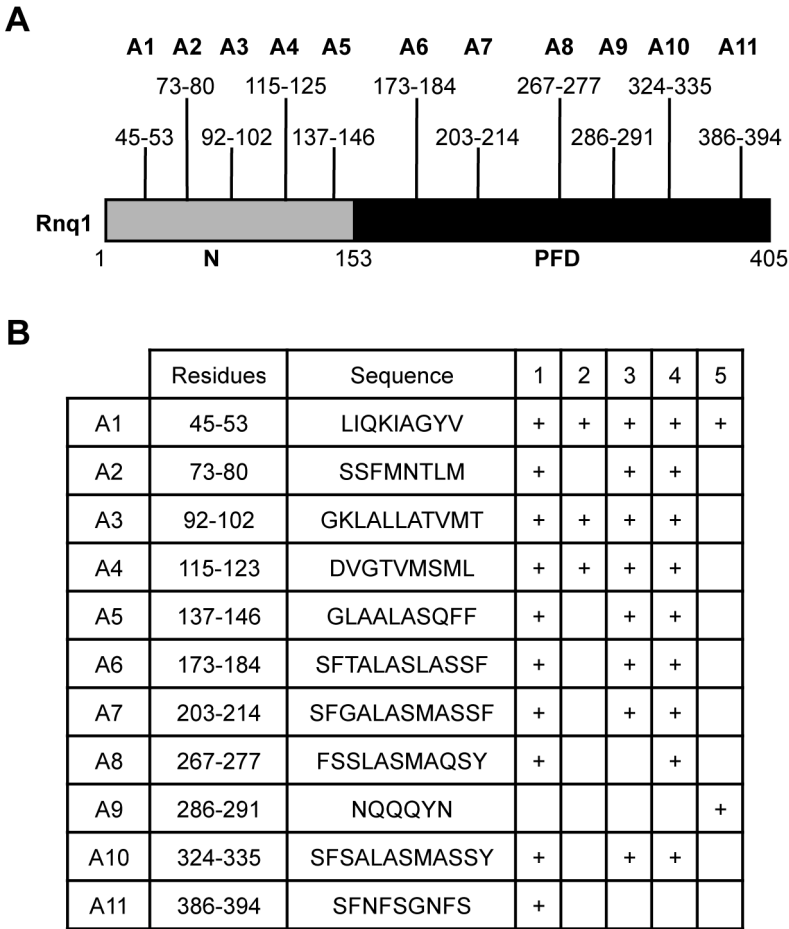 A
A1 A2 A3 A4 A5 A6 A7 A8 A9 A10 A11
73-80 115-125 173-184 267-277 324-335
45-53 92-102 137-146 203-214 286-291 386-394
Rnq1
1 N 153 PFD 405
B
Residues Sequence 1 2 3 4 5
A1 45-53 LIQKIAGYV + + + + +
A2 73-80 SSFMNTLM + + +
A3 92-102 GKLALLATVMT + + + +
A4 115-123 DVGTVMSML + + + +
A5 137-146 GLAALASQFF + + +
A6 173-184 SFTALASLASSF + + +
A7 203-214 SFGALASMASSF + + +
A8 267-277 FSSLASMAQSY + +
A9 286-291 NQQQYN +
A10 324-335 SFSALASMASSY + + +
A11 386-394 SFNFSGNFS +